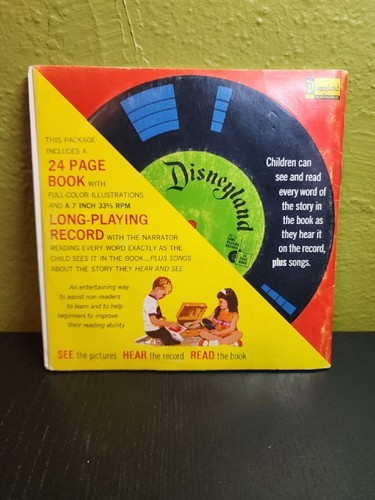 THIS PACKAGE
INCLUDES A
24 PAGE
BOOK WITH
FULL-COLOR ILLUSTRATIONS
AND A 7 INCH 33⅓ RPM
LONG-PLAYING
RECORD WITH THE NARRATOR
READING EVERY WORD EXACTLY AS THE
CHILD SEES IT IN THE BOOK...PLUS SONGS
ABOUT THE STORY THEY HEAR AND SEE
An entertaining way
to assist non-readers
to learn and to help
beginners to improve
their reading ability
SEE the pictures HEAR the record READ the book
Disneyland
Children can
see and read
every word of
the story in
the book as
they hear it
on the record,
plus songs.